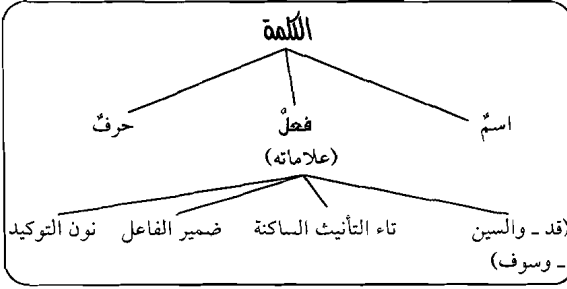 الكلمة
اسمٌ فعلٌ حرفٌ
(علاماته)
(قد ـ والسين تاء التأنيث الساكنة ضمير الفاعل نون التوكيد
ـ وسوف)